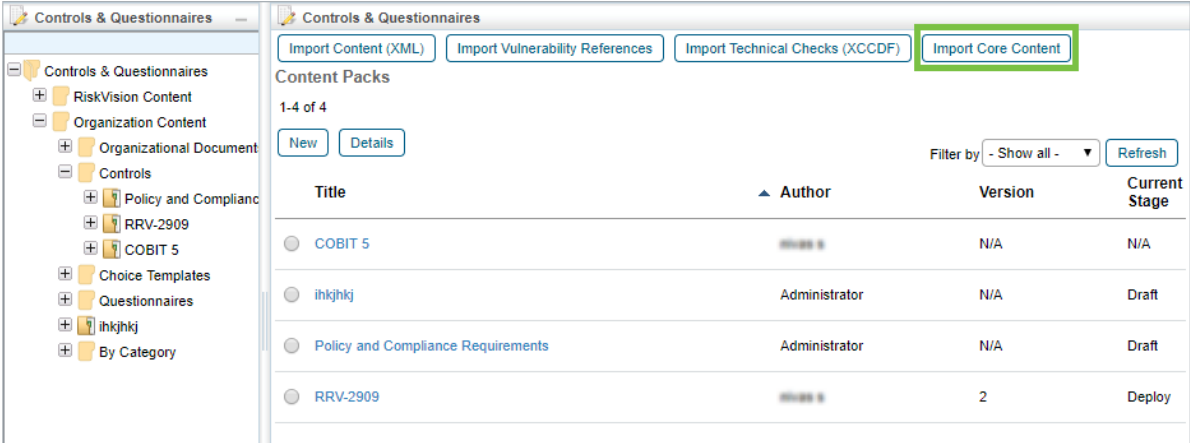 Controls & Questionnaires
Controls & Questionnaires
RiskVision Content
Organization Content
Organizational Document
Controls
Policy and Complianc
RRV-2909
COBIT 5
Choice Templates
Questionnaires
ihkjhkj
By Category
Controls & Questionnaires
Import Content (XML) Import Vulnerability References Import Technical Checks (XCCDF) Import Core Content
Content Packs
1-4 of 4
New Details
Filter by - Show all - Refresh
Title Author Version Current Stage
COBIT 5 N/A N/A
ihkjhkj Administrator N/A Draft
Policy and Compliance Requirements Administrator N/A Draft
RRV-2909 2 Deploy